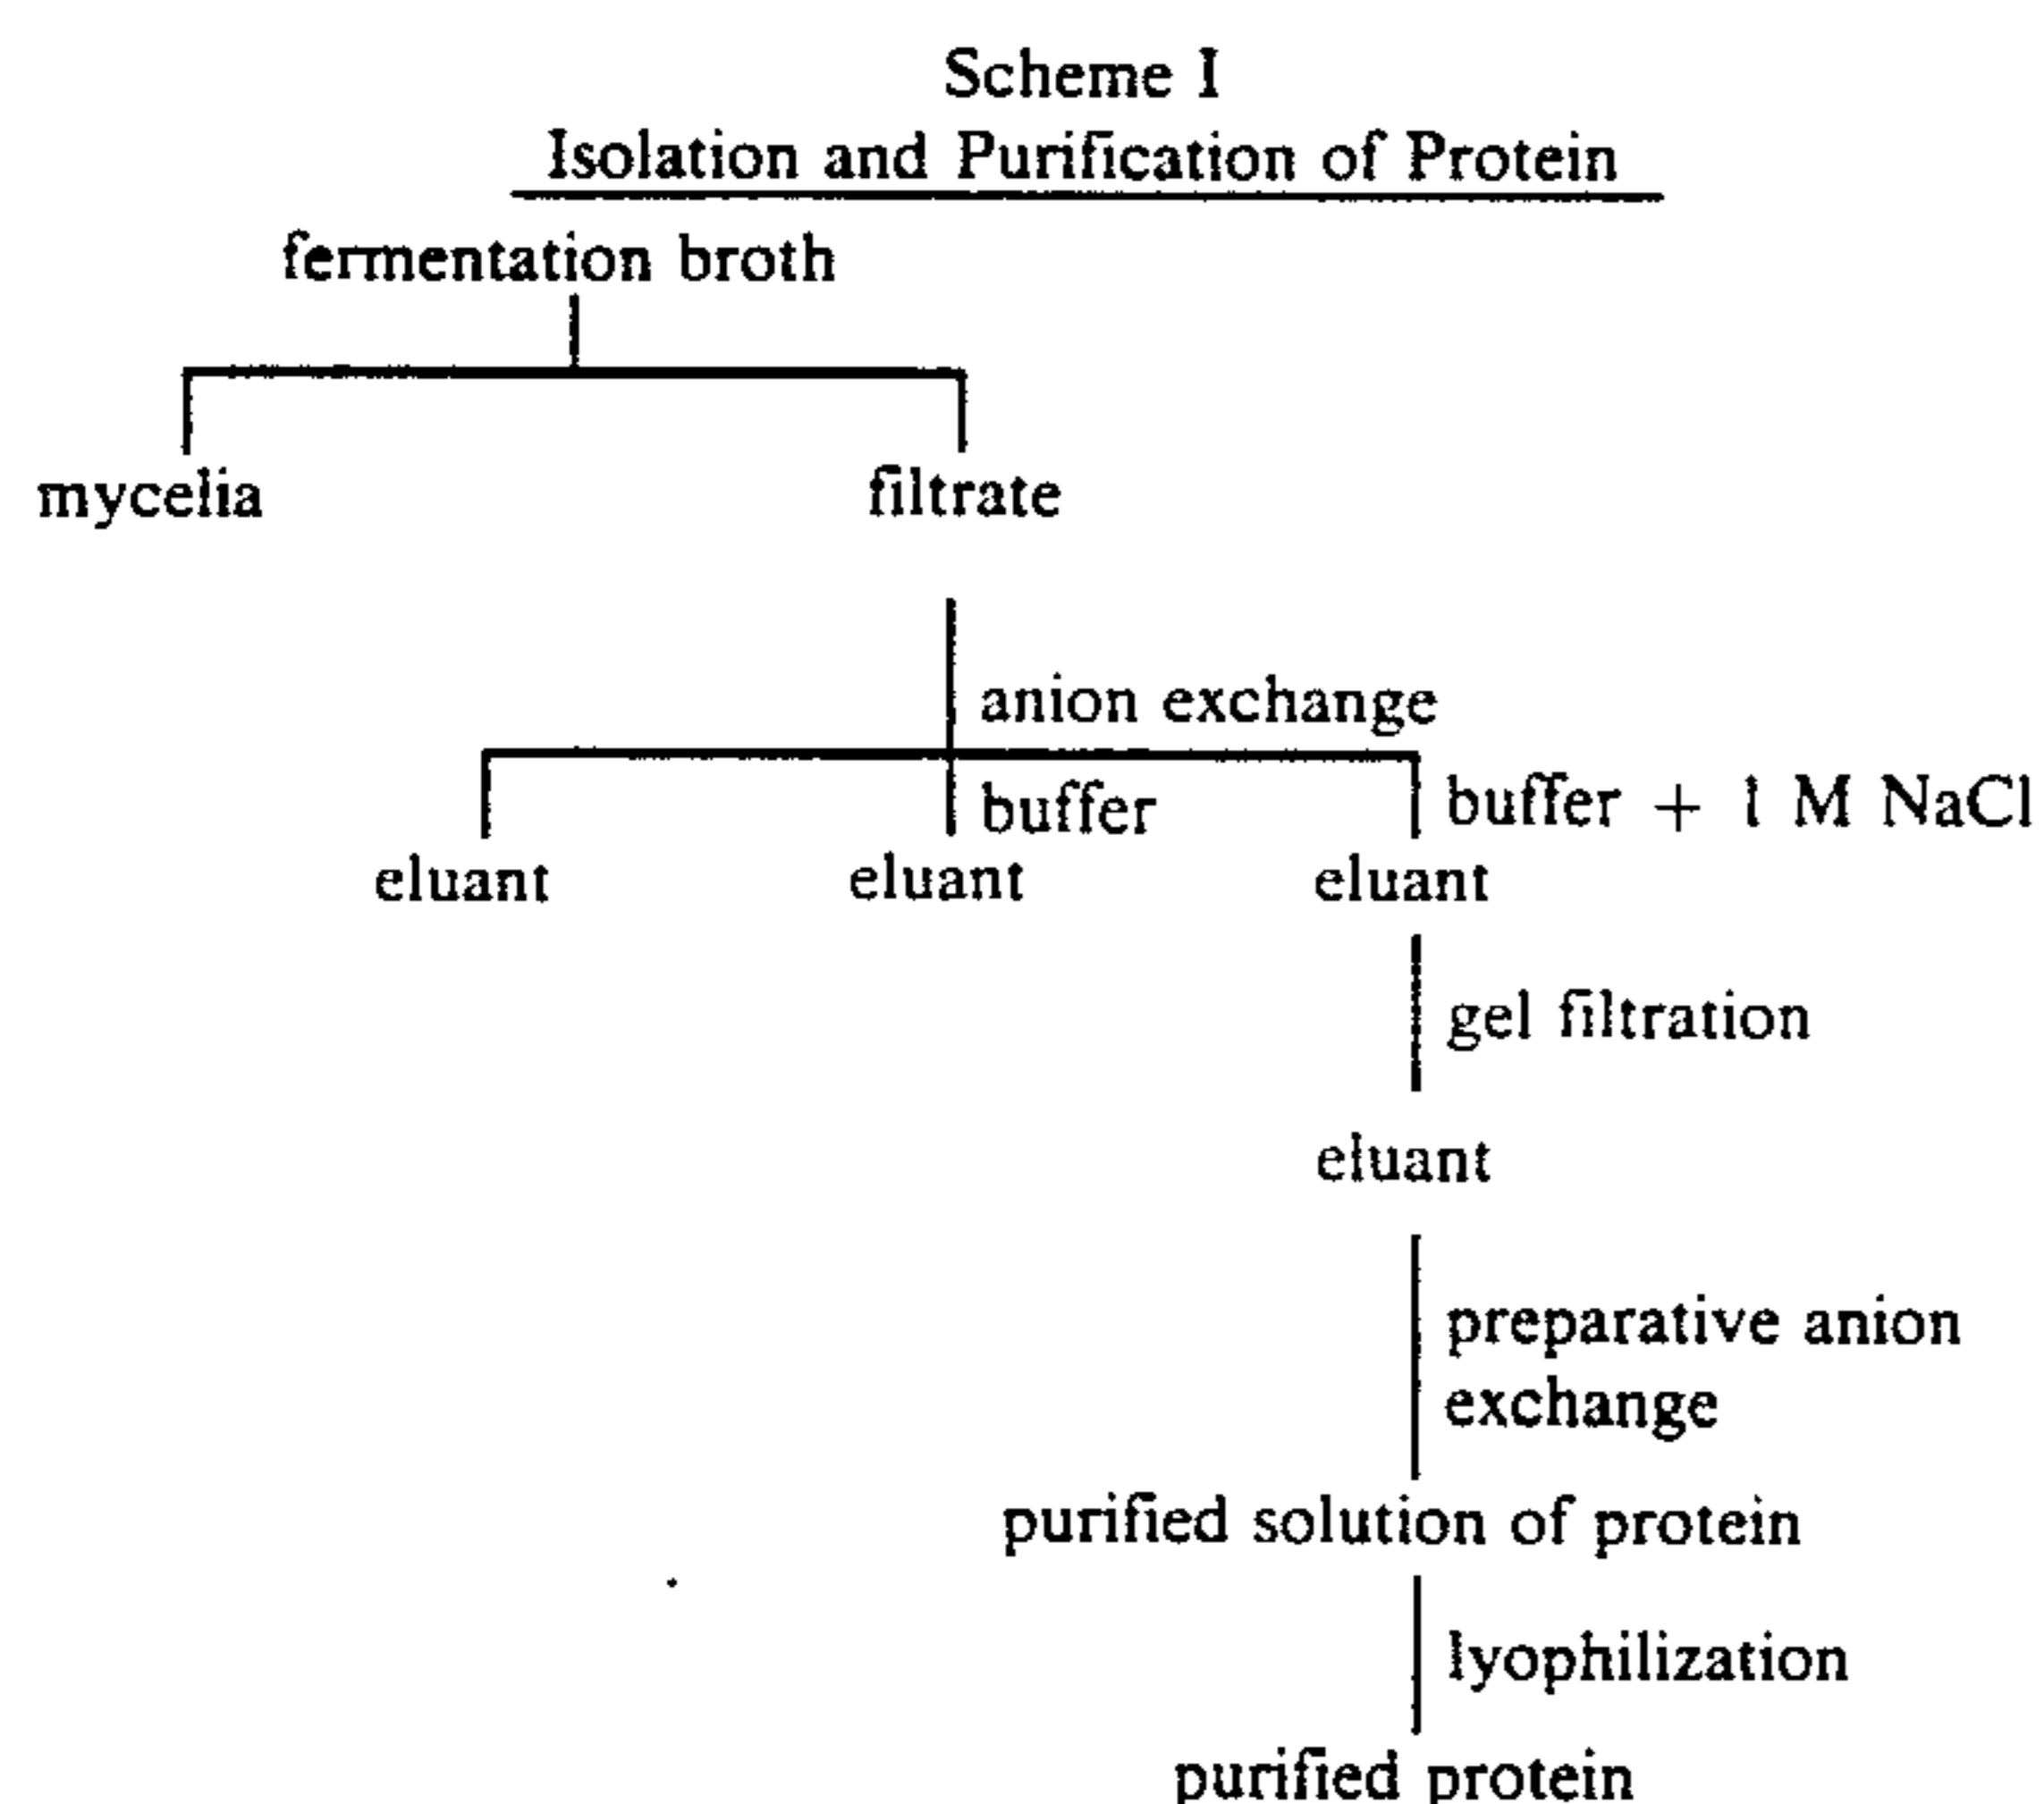 Scheme I
Isolation and Purification of Protein
fermentation broth
mycelia filtrate
anion exchange
buffer buffer + 1 M NaCl
eluant eluant eluant
gel filtration
eluant
preparative anion
exchange
purified solution of protein
lyophilization
purified protein